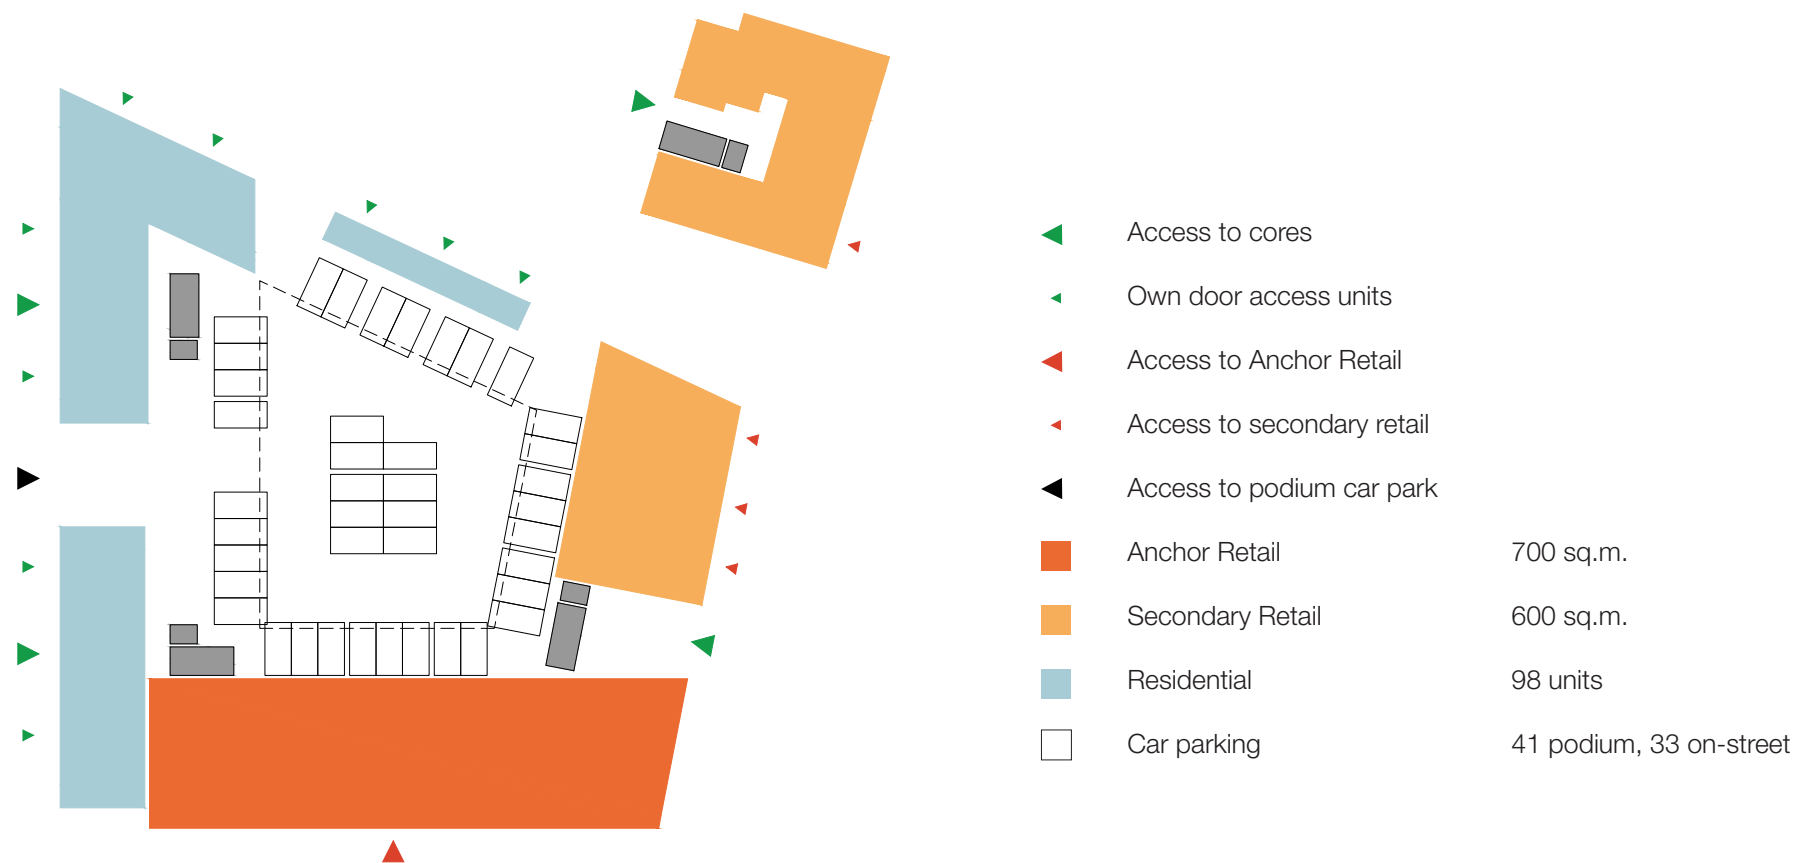 Access to cores
Own door access units
Access to Anchor Retail
Access to secondary retail
Access to podium car park
Anchor Retail 700 sq.m.
Secondary Retail 600 sq.m.
Residential 98 units
Car parking 41 podium, 33 on-street